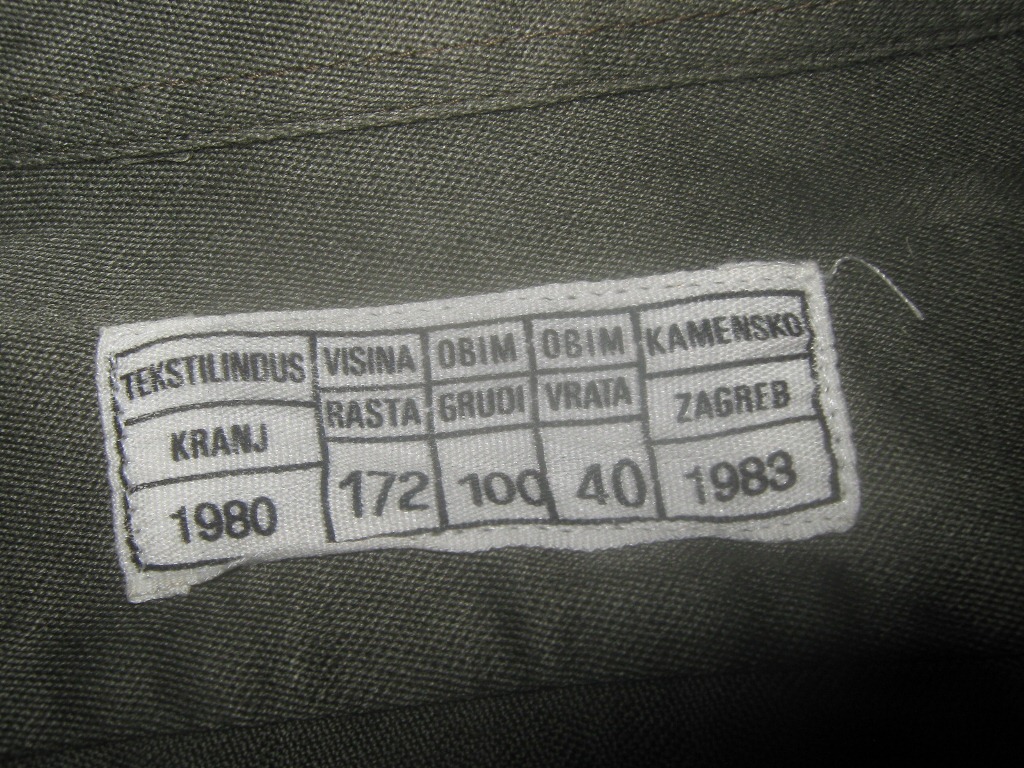 TEKSTILINDUS
KRANJ
1980
VISINA
RASTA
172
OBIM
GRUDI
100
OBIM
VRATA
40
KAMENSKO
ZAGREB
1983